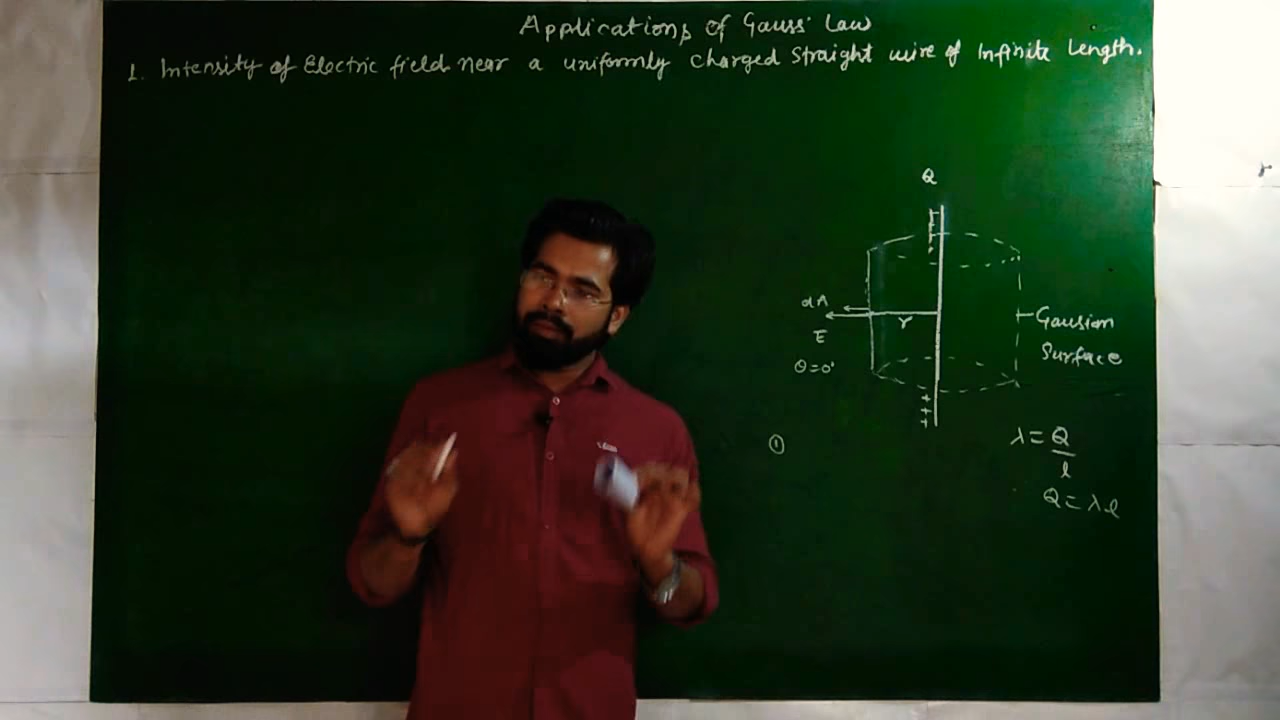 Applications of Gauss' Law
1. Intensity of Electric field near a uniformly charged straight wire of Infinite Length.
Q
dA
r
E
θ=0°
Gausian
Surface
①
λ = Q
l
Q = λl